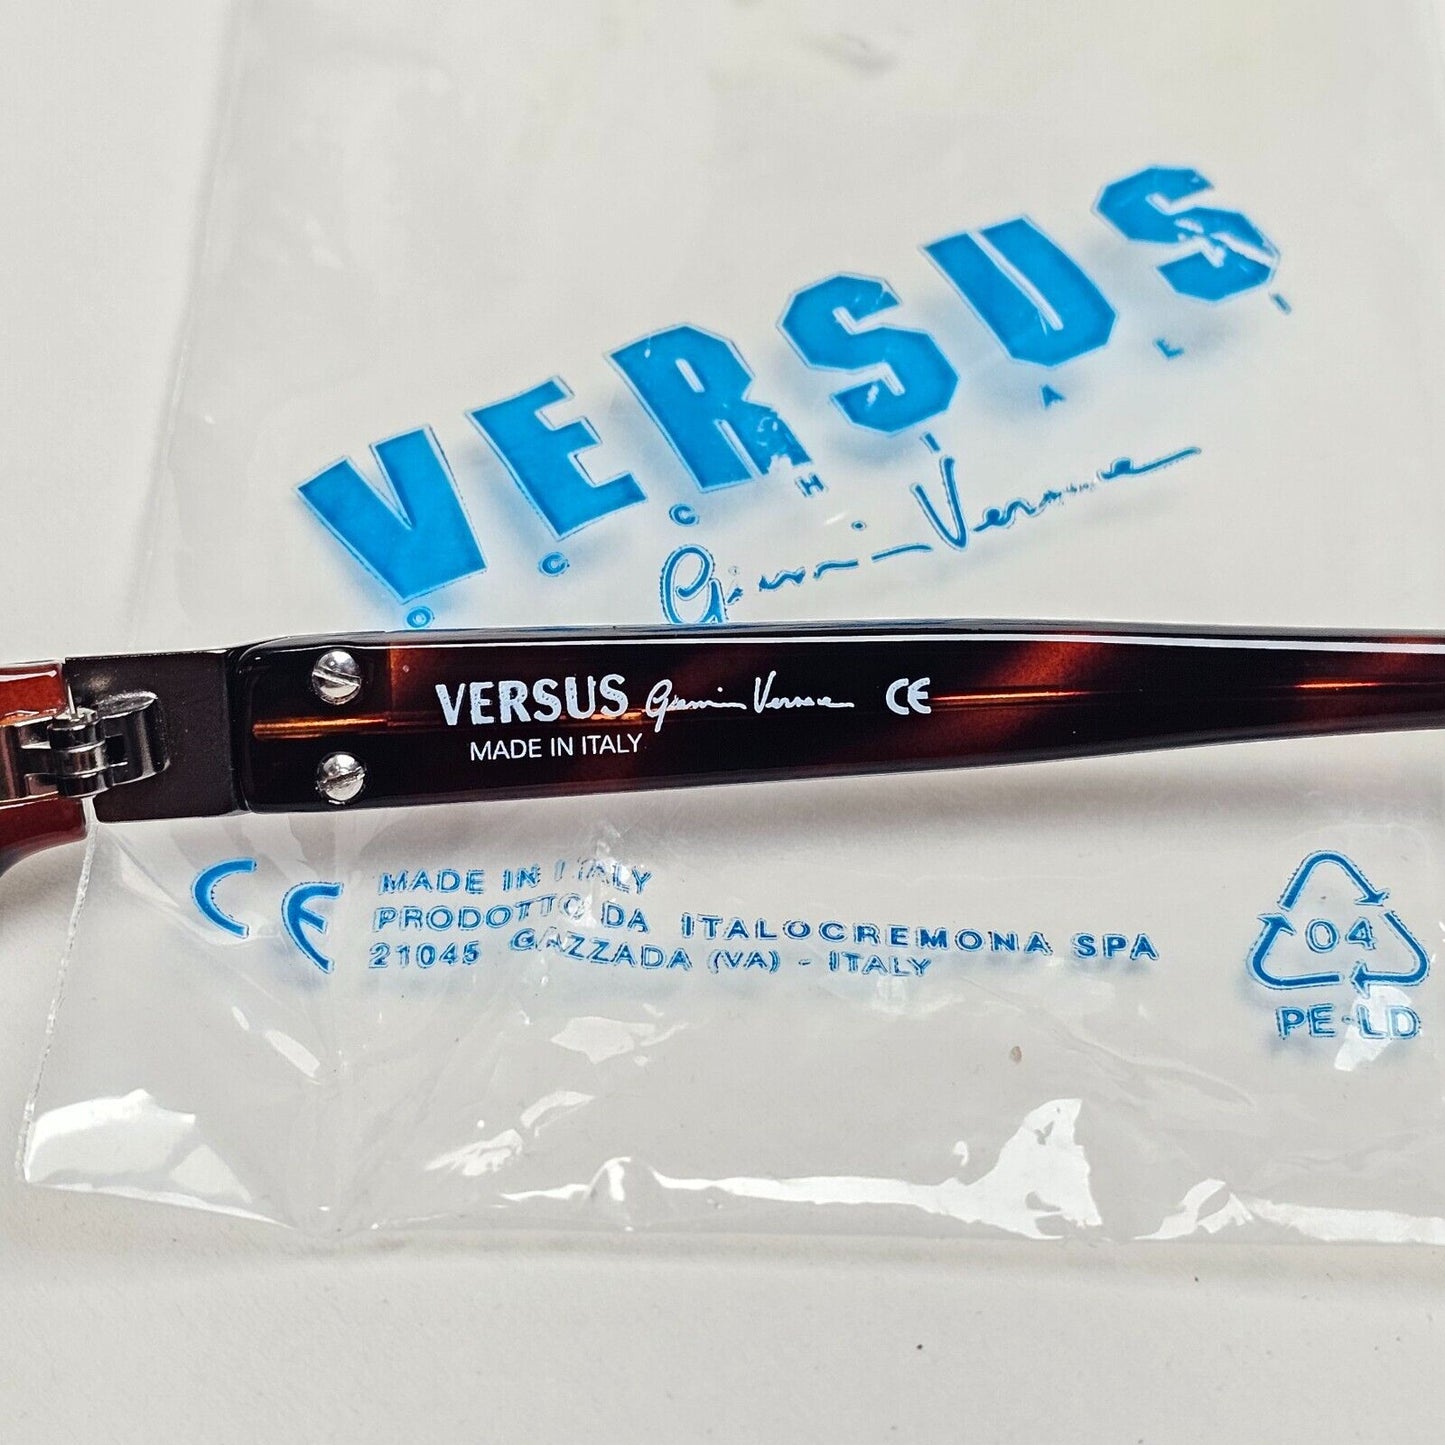 VERSUS
OCCHIALI
Gianni Versace
VERSUS Gianni Versace CE
MADE IN ITALY
CE
MADE IN ITALY
PRODOTTO DA ITALOCREMONA SPA
21045 GAZZADA (VA) - ITALY
04
PE-LD